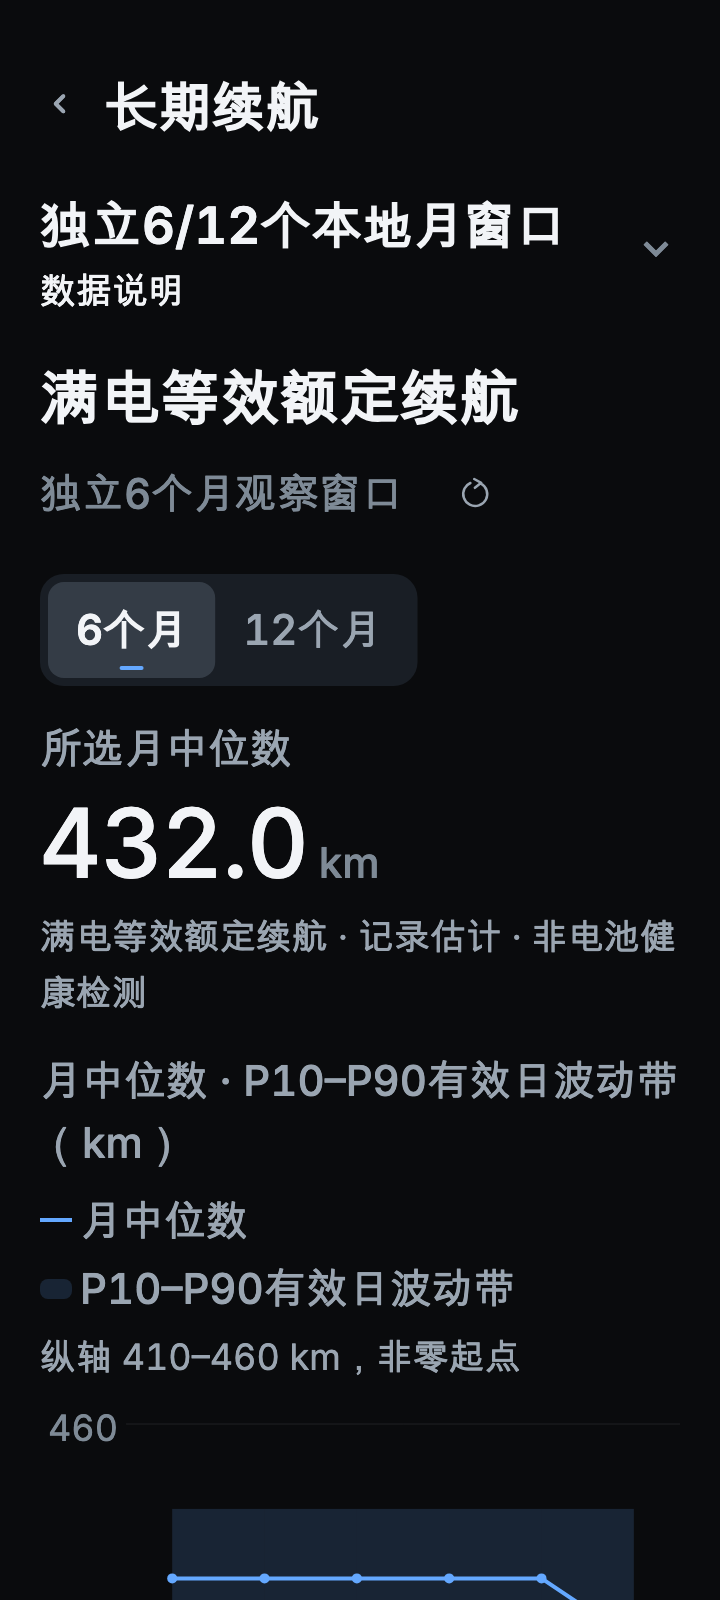 长期续航
独立6/12个本地月窗口
数据说明
满电等效额定续航
独立6个月观察窗口
6个月 12个月
所选月中位数
432.0 km
满电等效额定续航 · 记录估计 · 非电池健
康检测
月中位数 · P10–P90有效日波动带
（ km ）
月中位数
P10–P90有效日波动带
纵轴 410–460 km，非零起点
460